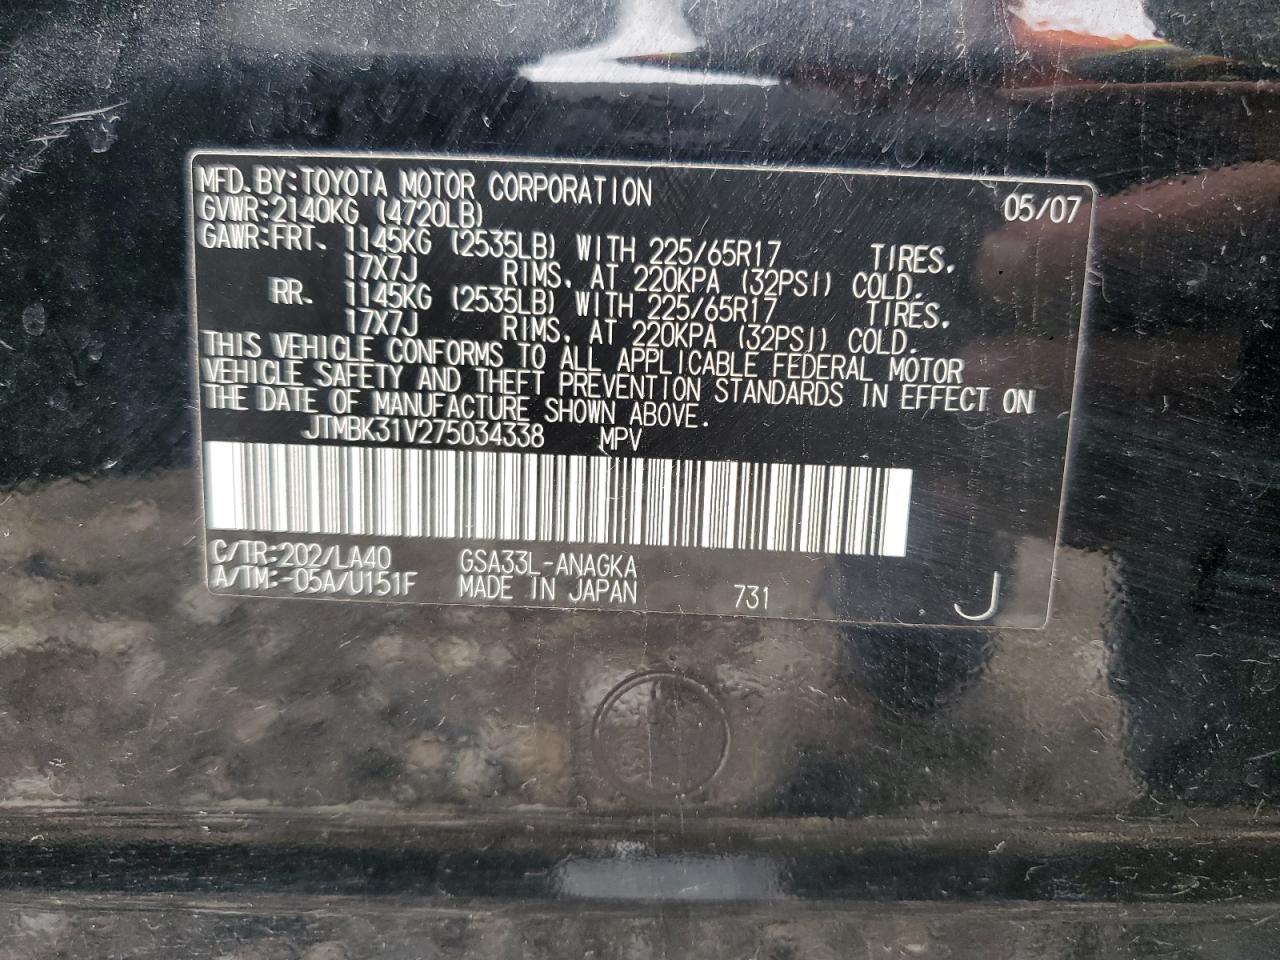 MFD.BY:TOYOTA MOTOR CORPORATION 05/07
GVWR:2140KG (4720LB)
GAWR:FRT. 1145KG (2535LB) WITH 225/65R17 TIRES,
17X7J RIMS, AT 220KPA (32PSI) COLD.
RR. 1145KG (2535LB) WITH 225/65R17 TIRES,
17X7J RIMS, AT 220KPA (32PSI) COLD.
THIS VEHICLE CONFORMS TO ALL APPLICABLE FEDERAL MOTOR
VEHICLE SAFETY AND THEFT PREVENTION STANDARDS IN EFFECT ON
THE DATE OF MANUFACTURE SHOWN ABOVE.
JTMBK31V275034338 MPV
C/TR:202/LA40 GSA33L-ANAGKA
A/TM:-05A/U151F MADE IN JAPAN 731 J